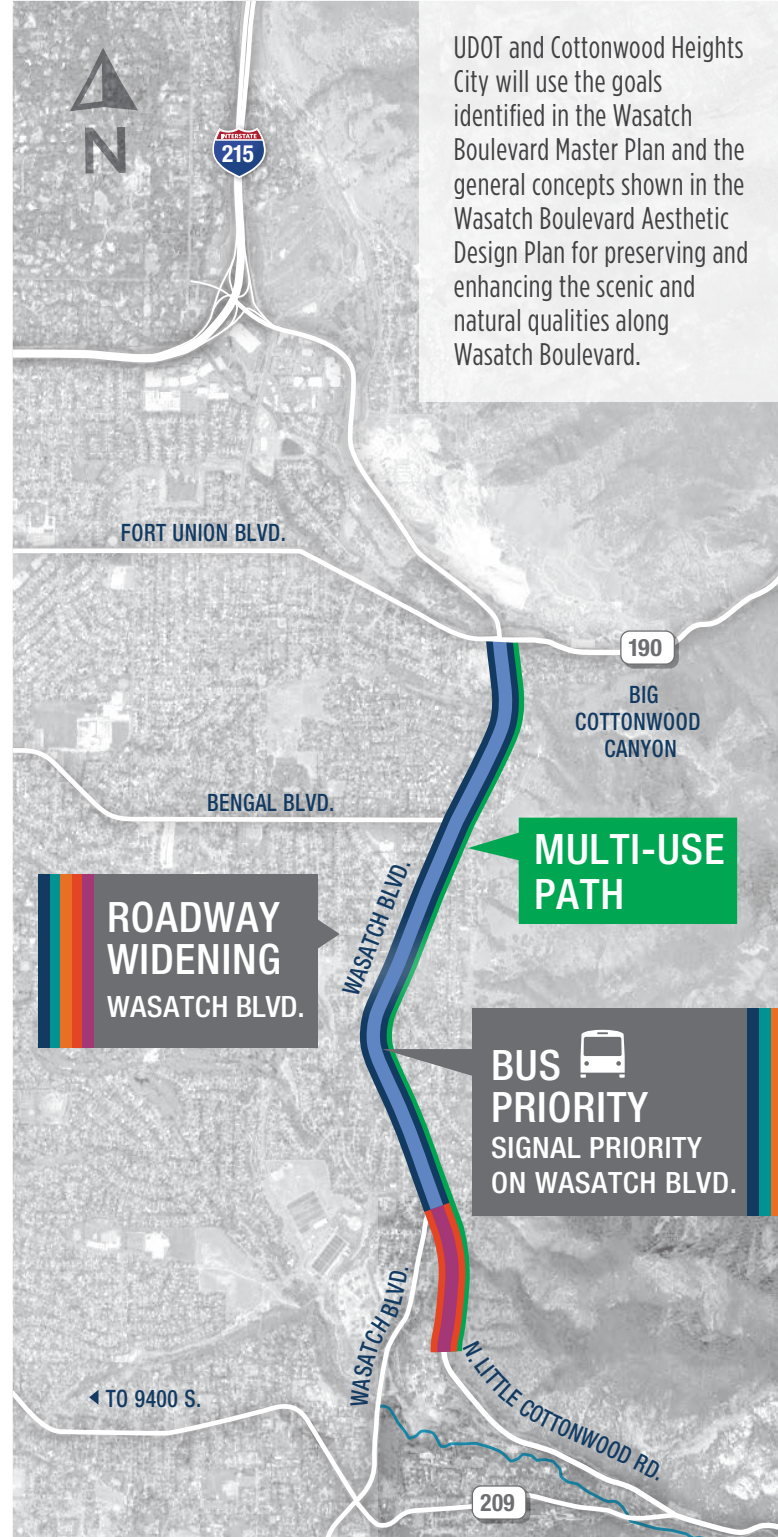 UDOT and Cottonwood Heights
City will use the goals
identified in the Wasatch
Boulevard Master Plan and the
general concepts shown in the
Wasatch Boulevard Aesthetic
Design Plan for preserving and
enhancing the scenic and
natural qualities along
Wasatch Boulevard.
N
INTERSTATE
215
FORT UNION BLVD.
190
BIG
COTTONWOOD
CANYON
BENGAL BLVD.
MULTI-USE
PATH
WASATCH BLVD.
ROADWAY
WIDENING
WASATCH BLVD.
BUS
PRIORITY
SIGNAL PRIORITY
ON WASATCH BLVD.
WASATCH BLVD.
N. LITTLE COTTONWOOD RD.
TO 9400 S.
209